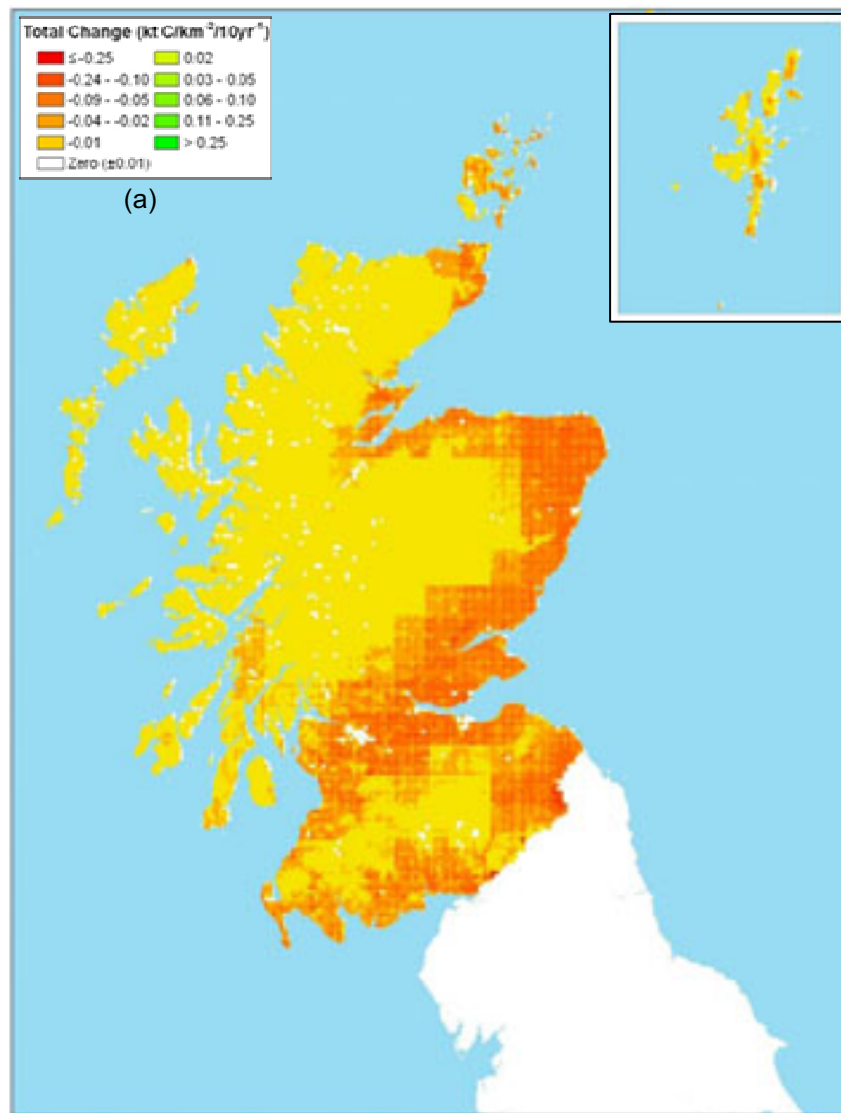 Total Change (kt C/km⁻²/10yr⁻¹)
≤ -0.25 0.02
-0.24 - -0.10 0.03 - 0.05
-0.09 - -0.05 0.06 - 0.10
-0.04 - -0.02 0.11 - 0.25
-0.01 > 0.25
Zero (±0.01)
(a)